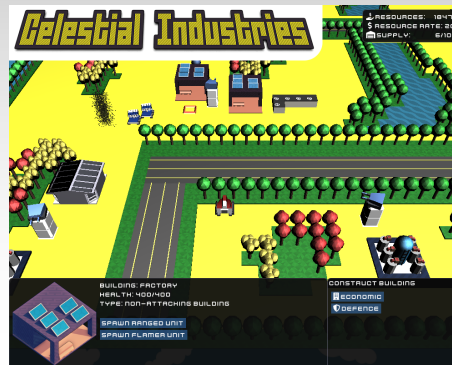 Celestial Industries
RESOURCES: 1847
RESOURCE RATE: 20
SUPPLY: 6/10
BUILDING: FACTORY
HEALTH: 400/400
TYPE: NON-ATTACHING BUILDING
SPAWN RANGED UNIT
SPAWN FLAMER UNIT
CONSTRUCT BUILDING
ECONOMIC
DEFENCE